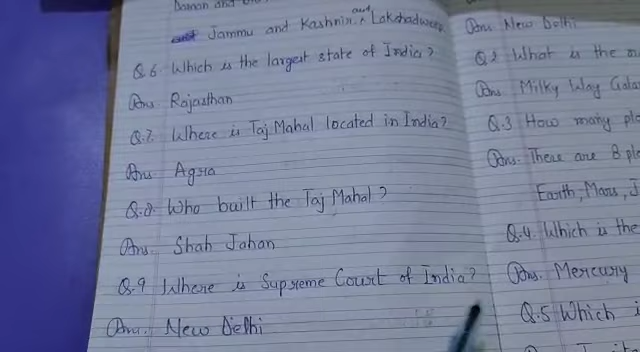 Daman and
Jammu and Kashmir and Lakshadweep
Q.6. Which is the largest state of India?
Ans Rajasthan
Q.7. Where is Taj Mahal located in India?
Ans Agra
Q.8. Who built the Taj Mahal?
Ans. Shah Jahan
Q.9 Where is Supreme Court of India?
Ans. New Delhi
Ans. New Delhi
Q.2 What is the
Ans. Milky Way
Q.3 How many
Ans. There are 8
Earth, Mars,
Q.4. Which is the
Ans. Mercury
Q.5 Which